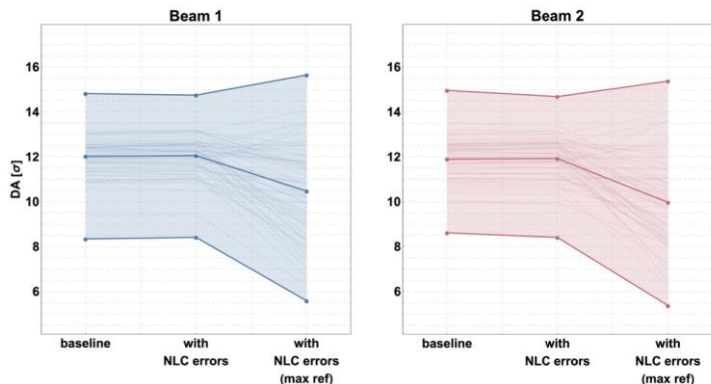 Beam 1
DA [σ]
16
14
12
10
8
6
baseline
with
NLC errors
with
NLC errors
(max ref)
Beam 2
16
14
12
10
8
6
baseline
with
NLC errors
with
NLC errors
(max ref)